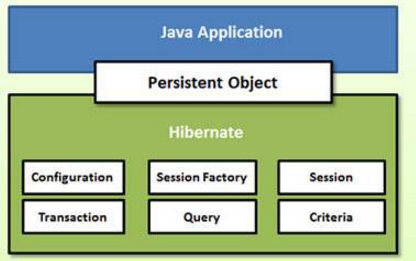 Java Application
Persistent Object
Hibernate
Configuration Session Factory Session
Transaction Query Criteria